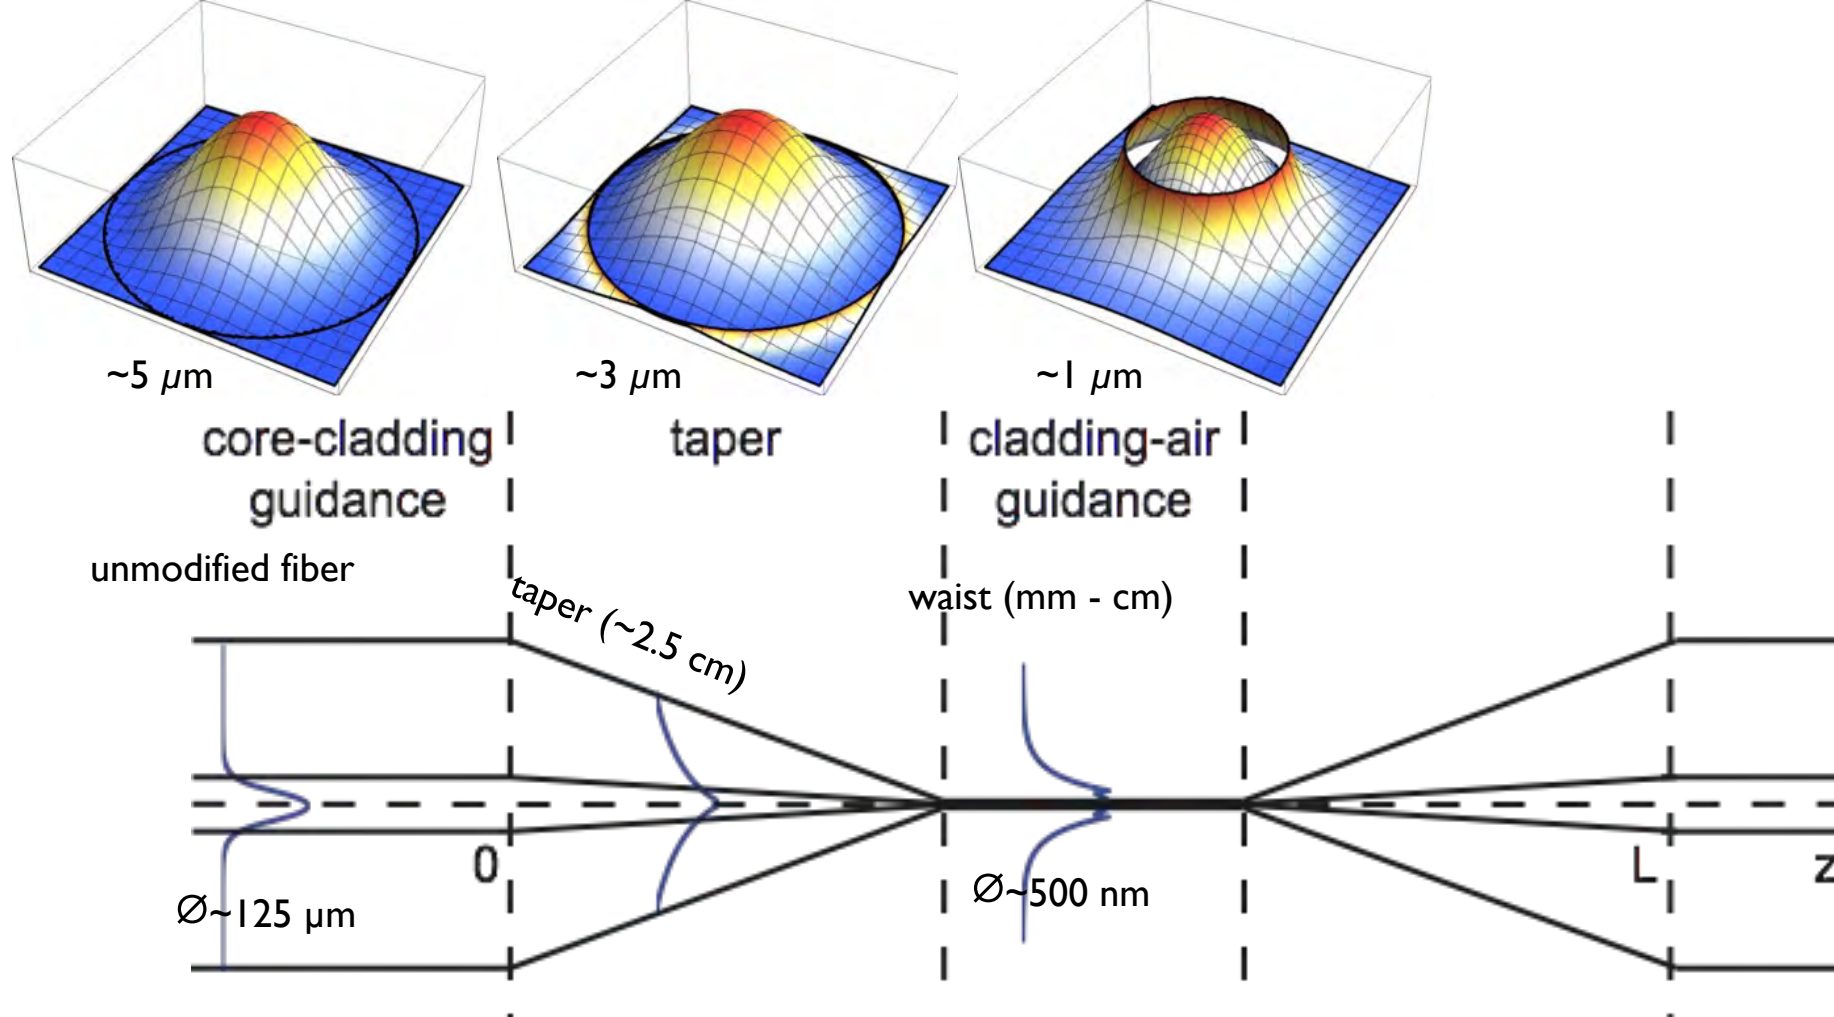 ~5 µm
~3 µm
~1 µm
core-cladding
guidance
taper
cladding-air
guidance
unmodified fiber
taper (~2.5 cm)
waist (mm - cm)
0
L
z
∅~125 µm
∅~500 nm